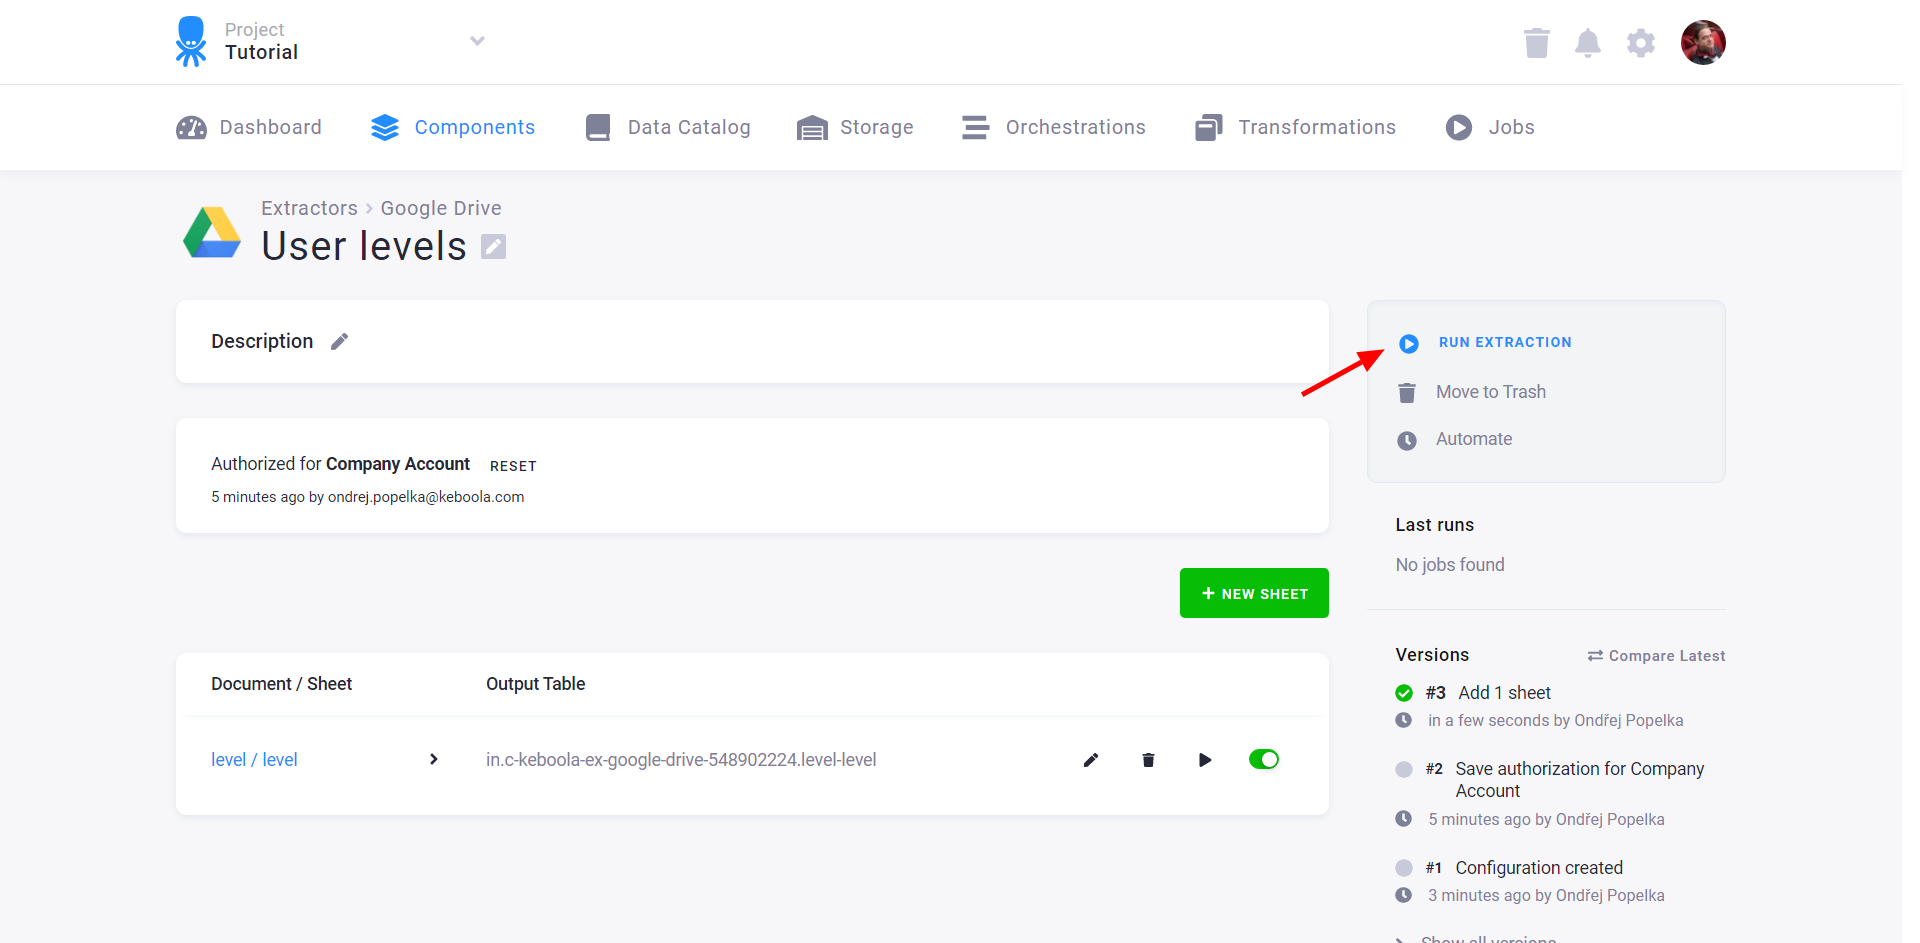 Project
Tutorial
Dashboard
Components
Data Catalog
Storage
Orchestrations
Transformations
Jobs
Extractors > Google Drive
User levels
Description
Authorized for Company Account RESET
5 minutes ago by ondrej.popelka@keboola.com
+ NEW SHEET
Document / Sheet
Output Table
level / level
in.c-keboola-ex-google-drive-548902224.level-level
RUN EXTRACTION
Move to Trash
Automate
Last runs
No jobs found
Versions
Compare Latest
#3 Add 1 sheet
in a few seconds by Ondřej Popelka
#2 Save authorization for Company
Account
5 minutes ago by Ondřej Popelka
#1 Configuration created
3 minutes ago by Ondřej Popelka
Show all versions